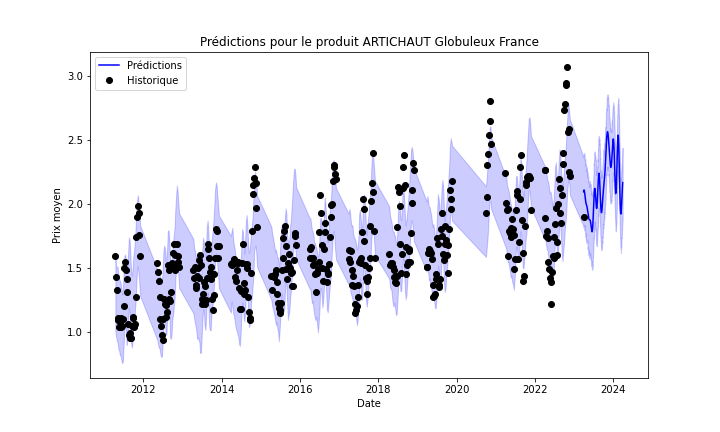 Prédictions pour le produit ARTICHAUT Globuleux France
Prédictions
Historique
3.0
2.5
2.0
1.5
1.0
Prix moyen
2012 2014 2016 2018 2020 2022 2024
Date